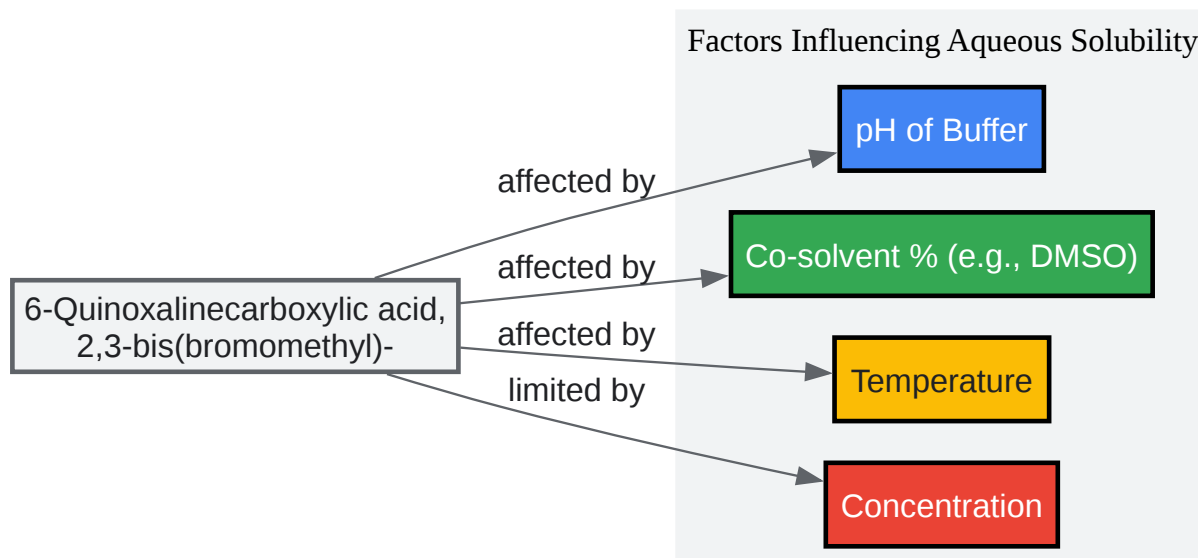 Factors Influencing Aqueous Solubility
pH of Buffer
affected by
Co-solvent % (e.g., DMSO)
affected by
6-Quinoxalinecarboxylic acid,
2,3-bis(bromomethyl)-
affected by
Temperature
limited by
Concentration